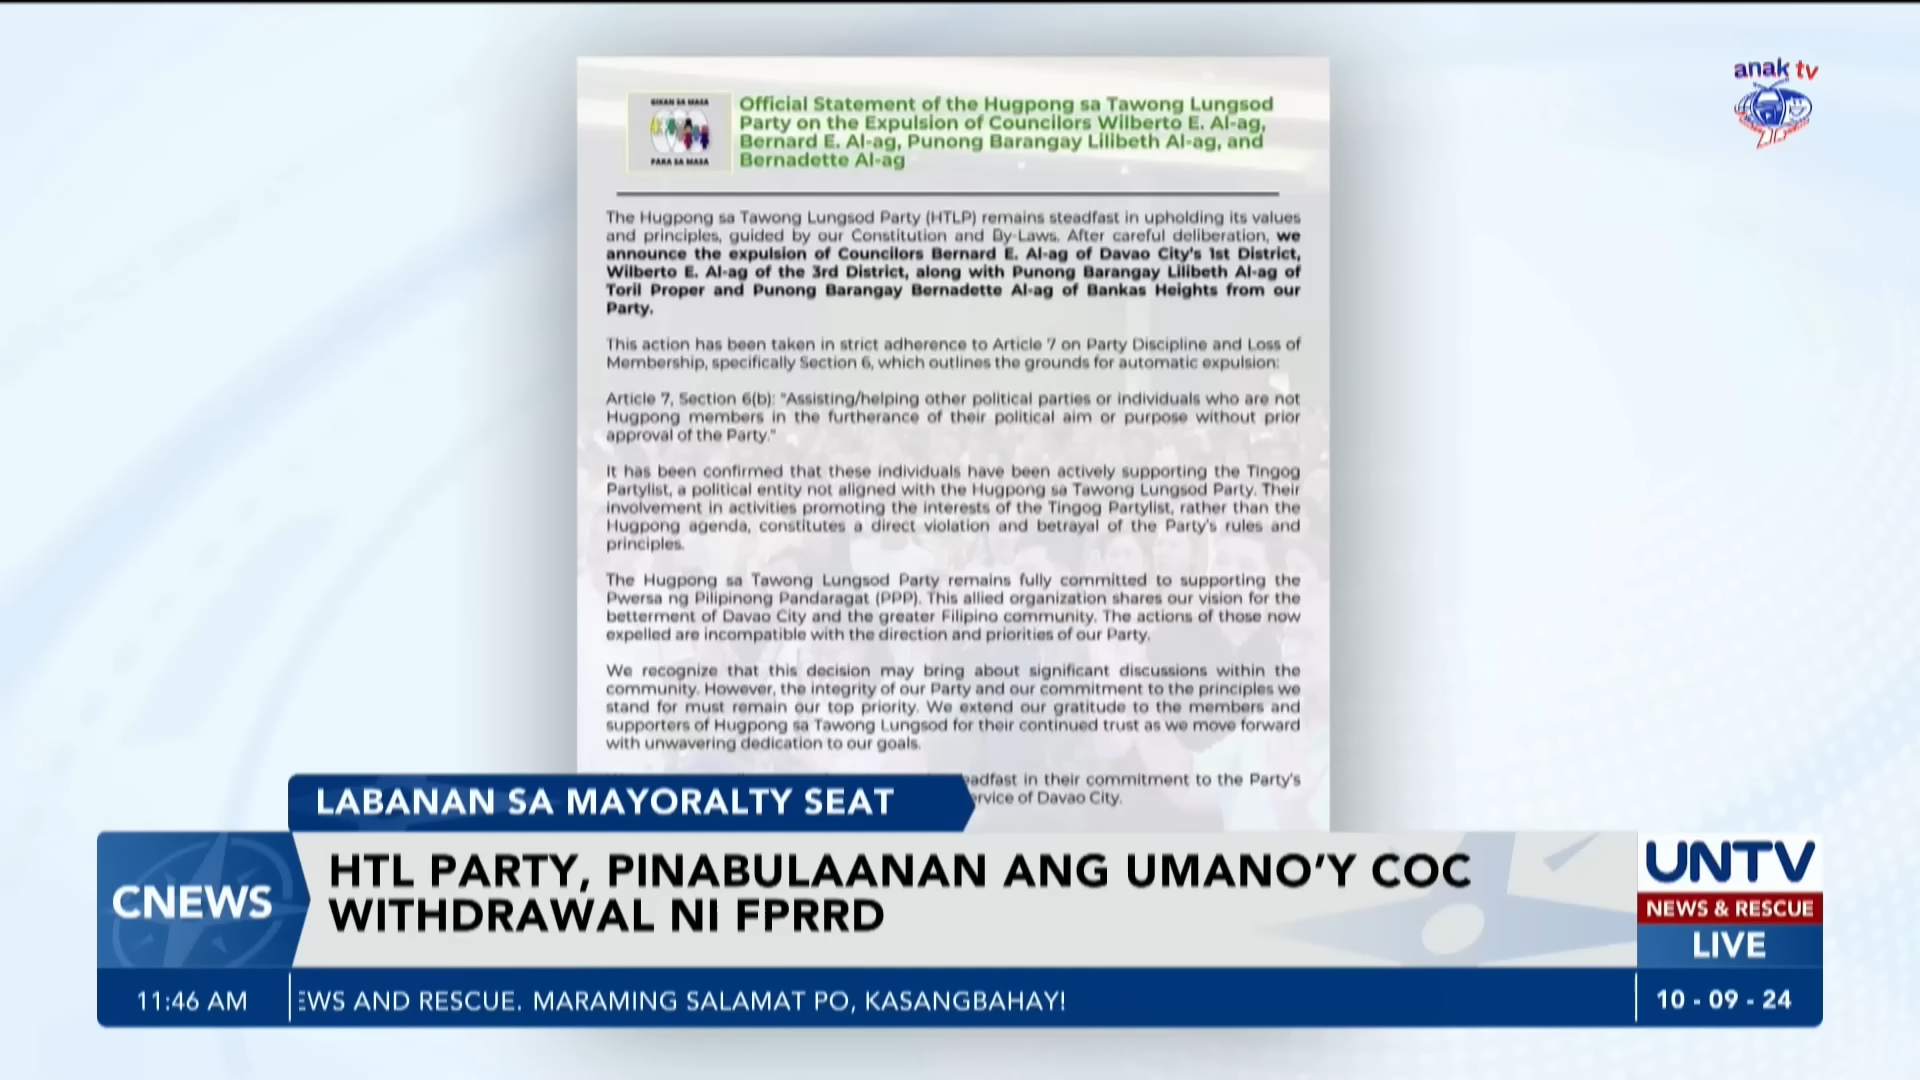 anak tv
GIKAN SA MASA
PARA SA MASA
Official Statement of the Hugpong sa Tawong Lungsod
Party on the Expulsion of Councilors Wilberto E. Al-ag,
Bernard E. Al-ag, Punong Barangay Lilibeth Al-ag, and
Bernadette Al-ag
The Hugpong sa Tawong Lungsod Party (HTLP) remains steadfast in upholding its values
and principles, guided by our Constitution and By-Laws. After careful deliberation, we
announce the expulsion of Councilors Bernard E. Al-ag of Davao City's 1st District,
Wilberto E. Al-ag of the 3rd District, along with Punong Barangay Lilibeth Al-ag of
Toril Proper and Punong Barangay Bernadette Al-ag of Bankas Heights from our
Party.
This action has been taken in strict adherence to Article 7 on Party Discipline and Loss of
Membership, specifically Section 6, which outlines the grounds for automatic expulsion:
Article 7, Section 6(b): "Assisting/helping other political parties or individuals who are not
Hugpong members in the furtherance of their political aim or purpose without prior
approval of the Party."
It has been confirmed that these individuals have been actively supporting the Tingog
Partylist, a political entity not aligned with the Hugpong sa Tawong Lungsod Party. Their
involvement in activities promoting the interests of the Tingog Partylist, rather than the
Hugpong agenda, constitutes a direct violation and betrayal of the Party's rules and
principles.
The Hugpong sa Tawong Lungsod Party remains fully committed to supporting the
Pwersa ng Pilipinong Pandaragat (PPP). This allied organization shares our vision for the
betterment of Davao City and the greater Filipino community. The actions of those now
expelled are incompatible with the direction and priorities of our Party.
We recognize that this decision may bring about significant discussions within the
community. However, the integrity of our Party and our commitment to the principles we
stand for must remain our top priority. We extend our gratitude to the members and
supporters of Hugpong sa Tawong Lungsod for their continued trust as we move forward
with unwavering dedication to our goals.
in their commitment to the Party's
of Davao City.
LABANAN SA MAYORALTY SEAT
CNEWS
HTL PARTY, PINABULAANAN ANG UMANO'Y COC
WITHDRAWAL NI FPRRD
UNTV
NEWS & RESCUE
LIVE
11:46 AM
EWS AND RESCUE. MARAMING SALAMAT PO, KASANGBAHAY!
10 - 09 - 24